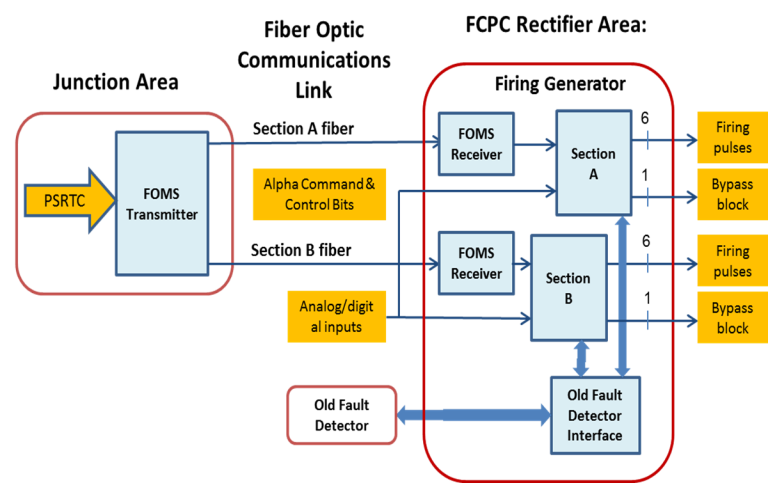 Junction Area
Fiber Optic
Communications
Link
FCPC Rectifier Area:
Firing Generator
PSRTC
FOMS
Transmitter
Section A fiber
Alpha Command &
Control Bits
Section B fiber
Analog/digit
al inputs
FOMS
Receiver
Section
A
FOMS
Receiver
Section
B
6
Firing
pulses
1
Bypass
block
6
Firing
pulses
1
Bypass
block
Old Fault
Detector
Old Fault
Detector
Interface